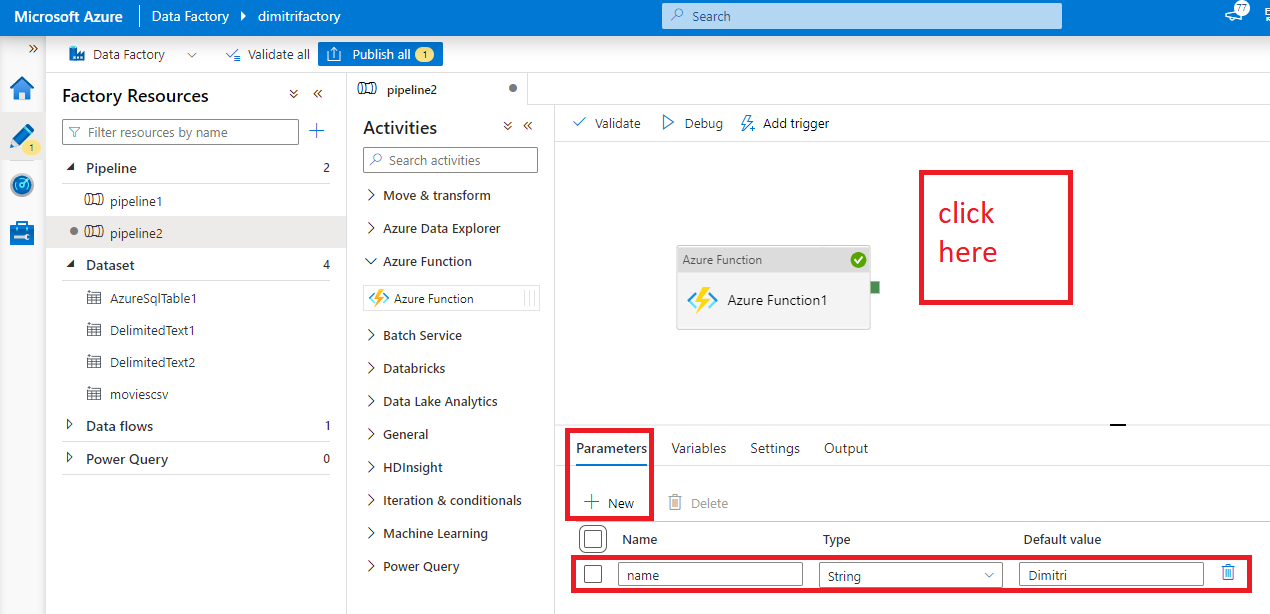 Microsoft Azure Data Factory dimitrifactory Search 77
Data Factory Validate all Publish all 1
Factory Resources
Filter resources by name
1
Pipeline 2
pipeline1
pipeline2
Dataset 4
AzureSqlTable1
DelimitedText1
DelimitedText2
moviescsv
Data flows 1
Power Query 0
pipeline2
Activities
Search activities
Move & transform
Azure Data Explorer
Azure Function
Azure Function
Batch Service
Databricks
Data Lake Analytics
General
HDInsight
Iteration & conditionals
Machine Learning
Power Query
Validate Debug Add trigger
Azure Function
Azure Function1
click
here
Parameters Variables Settings Output
New Delete
Name Type Default value
name String Dimitri